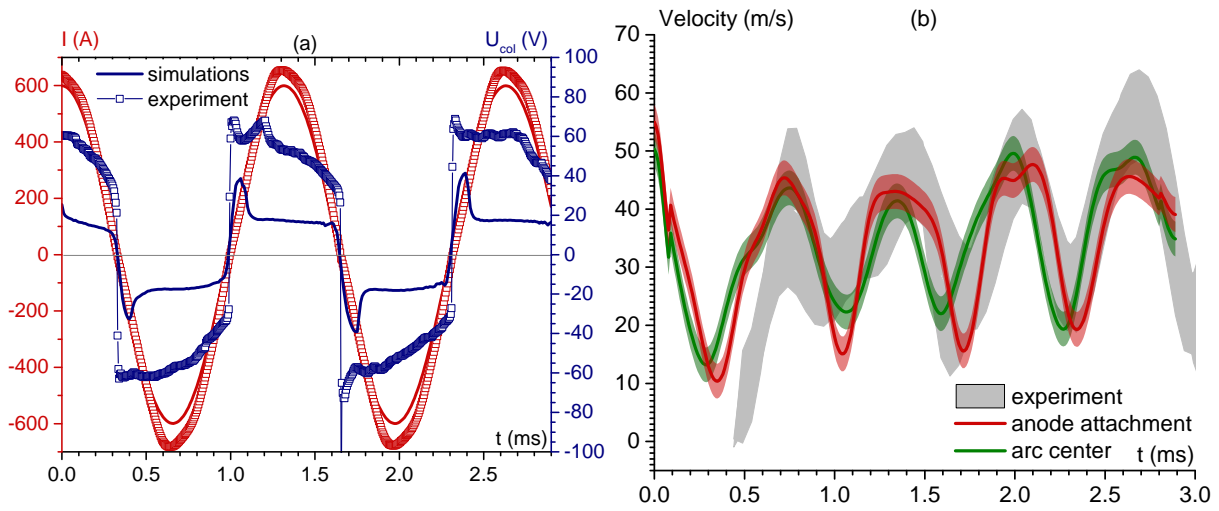 I (A)
(a)
U_col (V)
simulations
experiment
600
400
200
0
-200
-400
-600
100
80
60
40
20
0
-20
-40
-60
-80
-100
t (ms)
0.0 0.5 1.0 1.5 2.0 2.5
Velocity (m/s)
(b)
70
60
50
40
30
20
10
0
experiment
anode attachment
arc center
t (ms)
0.0 0.5 1.0 1.5 2.0 2.5 3.0